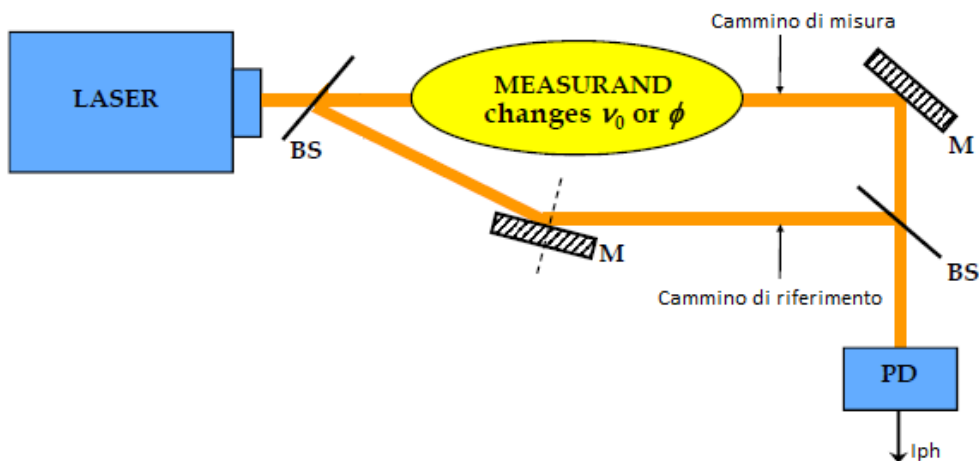 Cammino di misura
LASER
MEASURAND
changes ν₀ or ϕ
BS
M
M
BS
Cammino di riferimento
PD
Iph